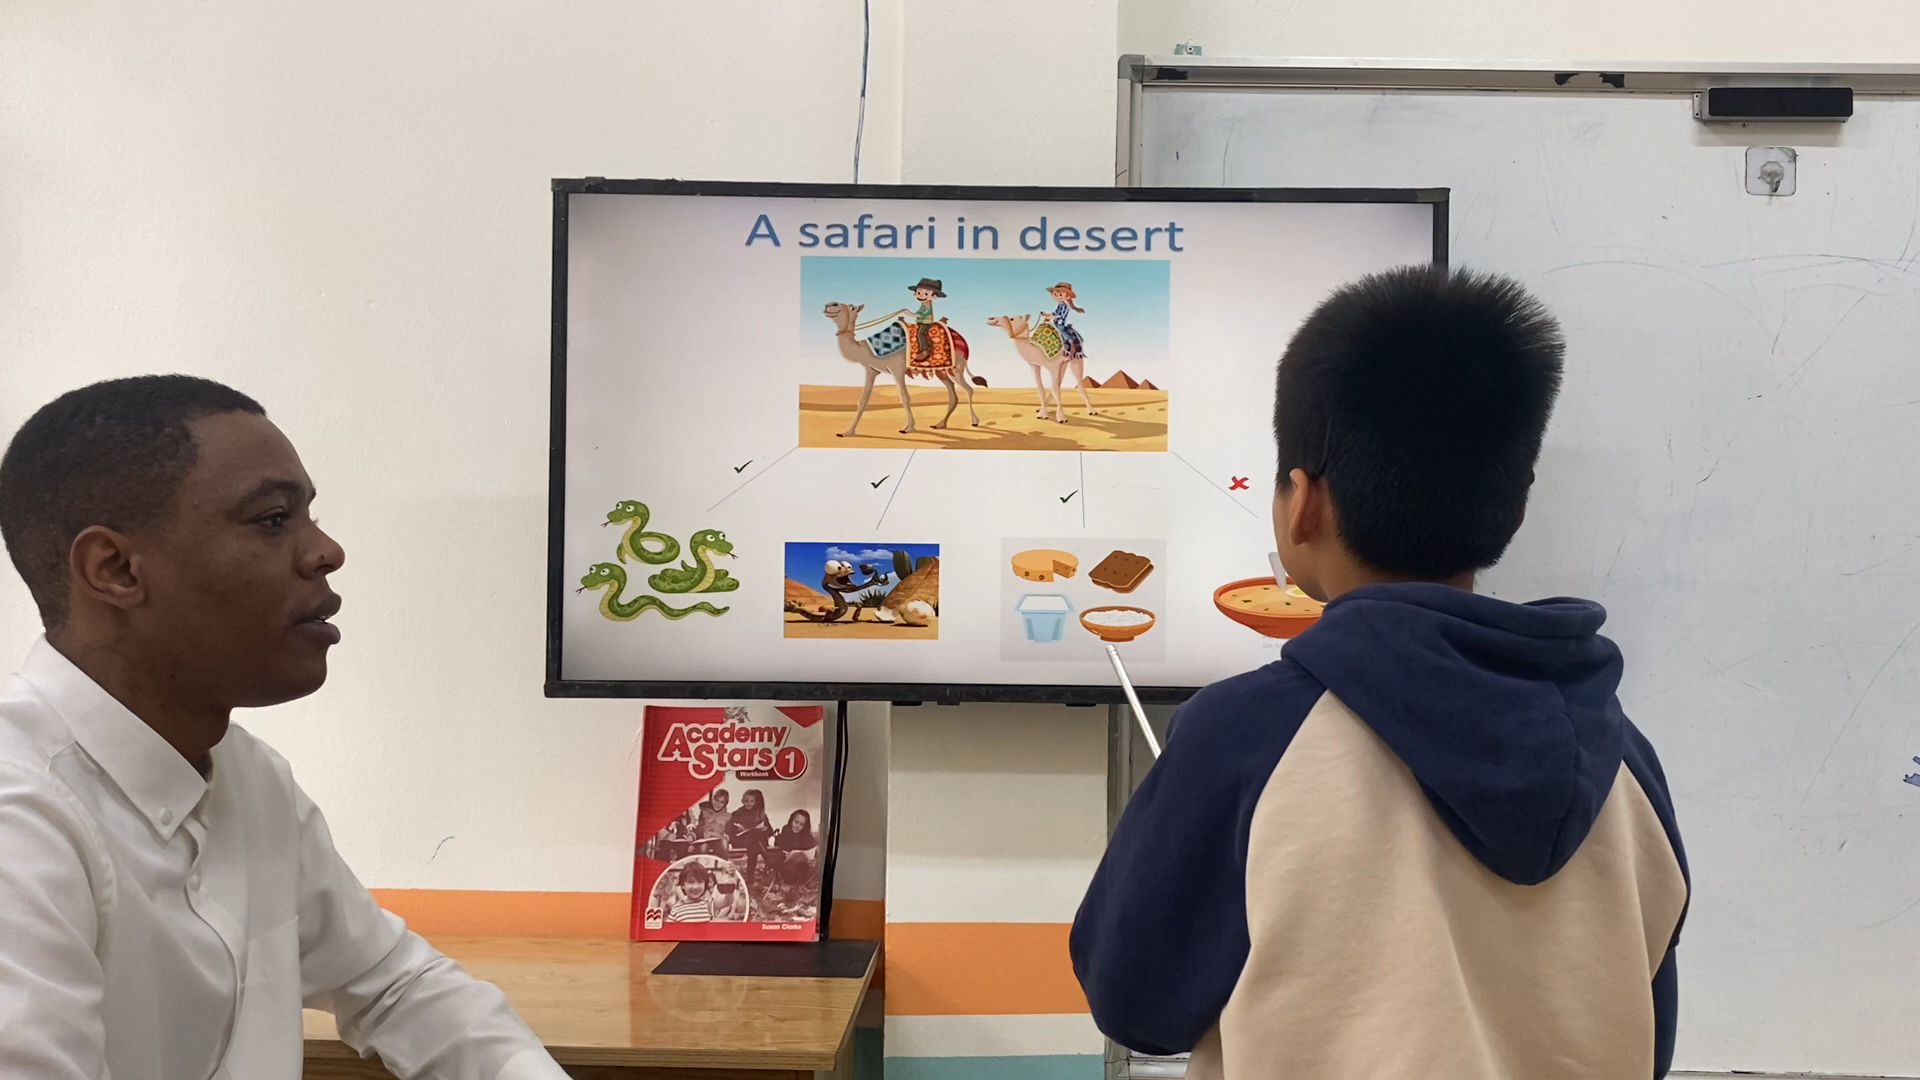 A safari in desert
Academy
Stars 1
Workbook
Susan Clarke